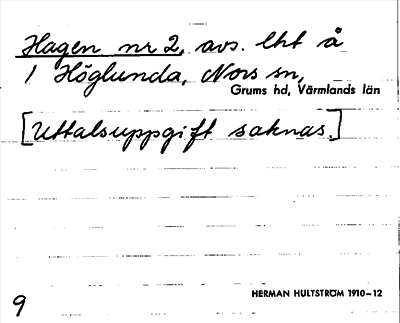 Hagen nr 2, avs. lht å
1 Höglunda, Nors sn,
Grums hd, Värmlands län
[Uttalsuppgift saknas.]
HERMAN HULTSTRÖM 1910–12
9